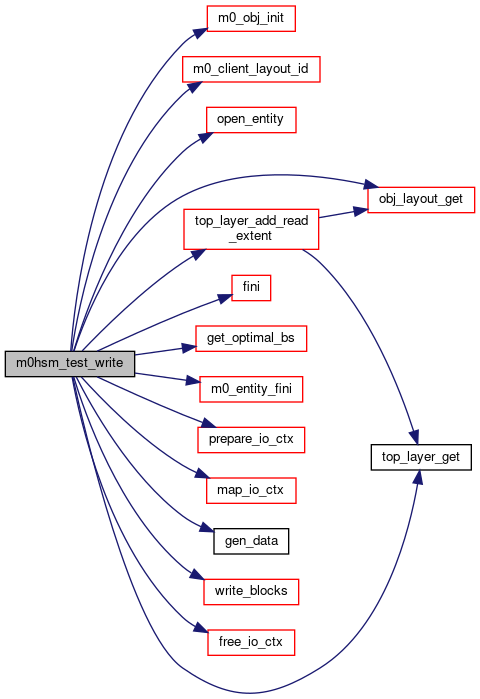 m0_obj_init
m0_client_layout_id
open_entity
obj_layout_get
top_layer_add_read
_extent
fini
get_optimal_bs
m0hsm_test_write
m0_entity_fini
prepare_io_ctx
top_layer_get
map_io_ctx
gen_data
write_blocks
free_io_ctx